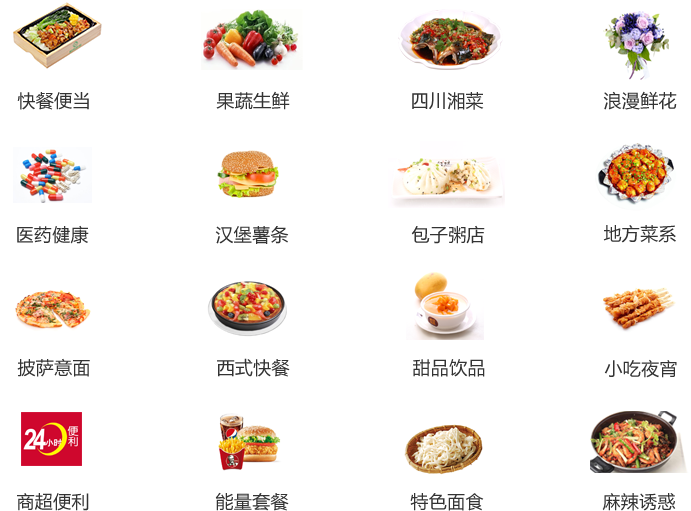 快餐便当
果蔬生鲜
四川湘菜
浪漫鲜花
医药健康
汉堡薯条
包子粥店
地方菜系
披萨意面
西式快餐
甜品饮品
小吃夜宵
24小时
便利
商超便利
能量套餐
特色面食
麻辣诱惑